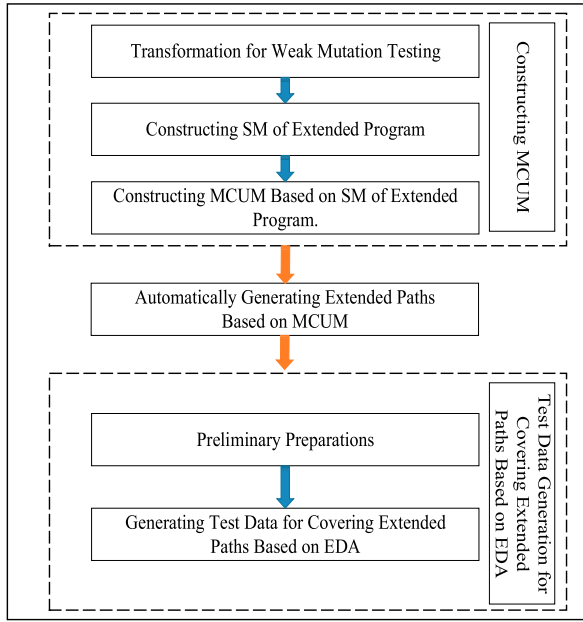 Transformation for Weak Mutation Testing
Constructing SM of Extended Program
Constructing MCUM Based on SM of Extended
Program.
Constructing MCUM
Automatically Generating Extended Paths
Based on MCUM
Preliminary Preparations
Generating Test Data for Covering Extended
Paths Based on EDA
Test Data Generation for
Covering Extended
Paths Based on EDA